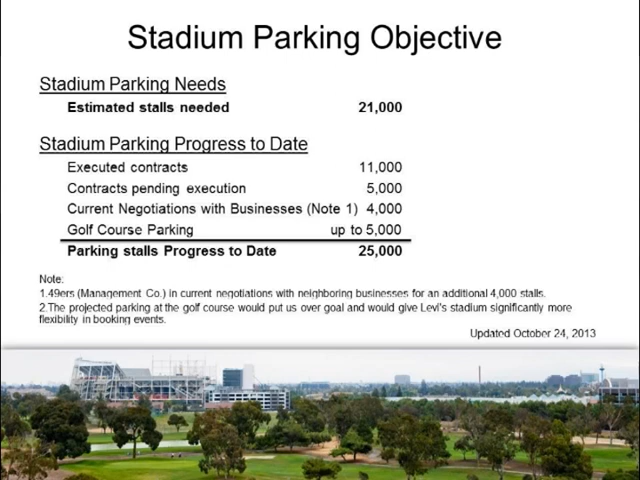 Stadium Parking Objective
Stadium Parking Needs
Estimated stalls needed 21,000
Stadium Parking Progress to Date
Executed contracts 11,000
Contracts pending execution 5,000
Current Negotiations with Businesses (Note 1) 4,000
Golf Course Parking up to 5,000
Parking stalls Progress to Date 25,000
Note:
1.49ers (Management Co.) in current negotiations with neighboring businesses for an additional 4,000 stalls.
2.The projected parking at the golf course would put us over goal and would give Levi's stadium significantly more
flexibility in booking events.
Updated October 24, 2013